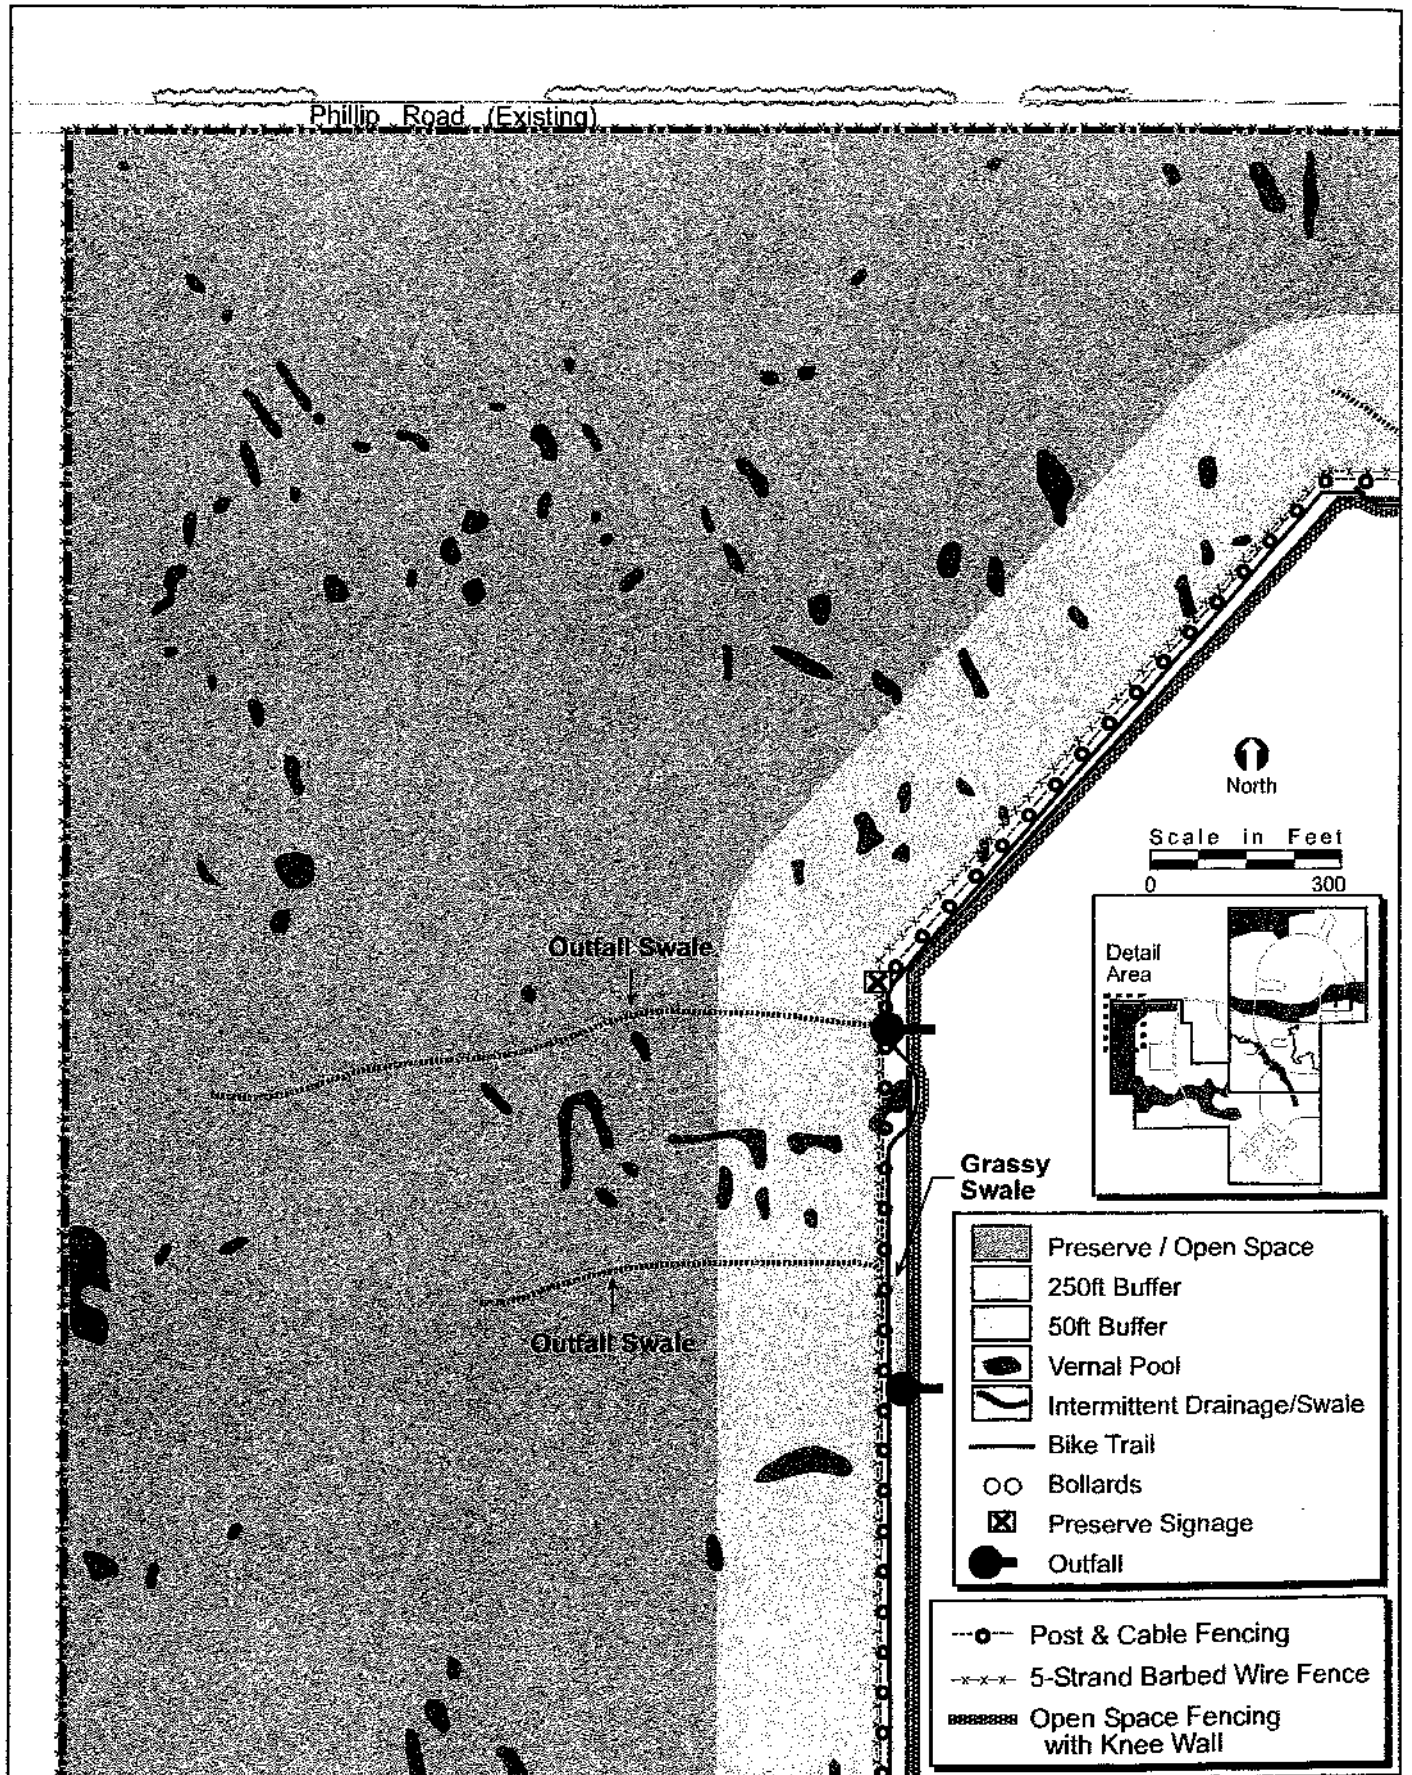 Phillip Road (Existing)
North
Scale in Feet
0 300
Detail
Area
Outfall Swale
Grassy
Swale
Outfall Swale
Preserve / Open Space
250ft Buffer
50ft Buffer
Vernal Pool
Intermittent Drainage/Swale
Bike Trail
Bollards
Preserve Signage
Outfall
Post & Cable Fencing
5-Strand Barbed Wire Fence
Open Space Fencing
with Knee Wall